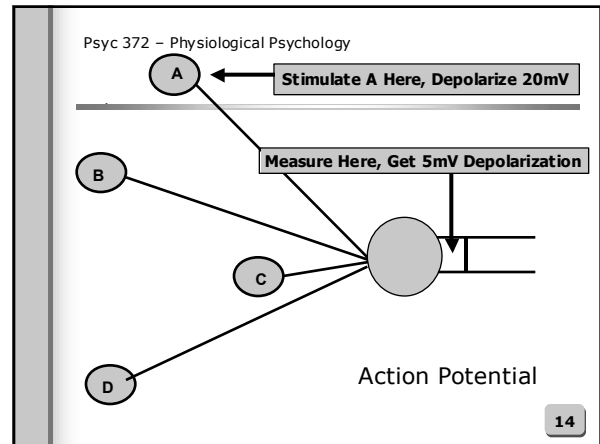 Psyc 372 – Physiological Psychology
A
Stimulate A Here, Depolarize 20mV
Measure Here, Get 5mV Depolarization
B
C
D
Action Potential
14